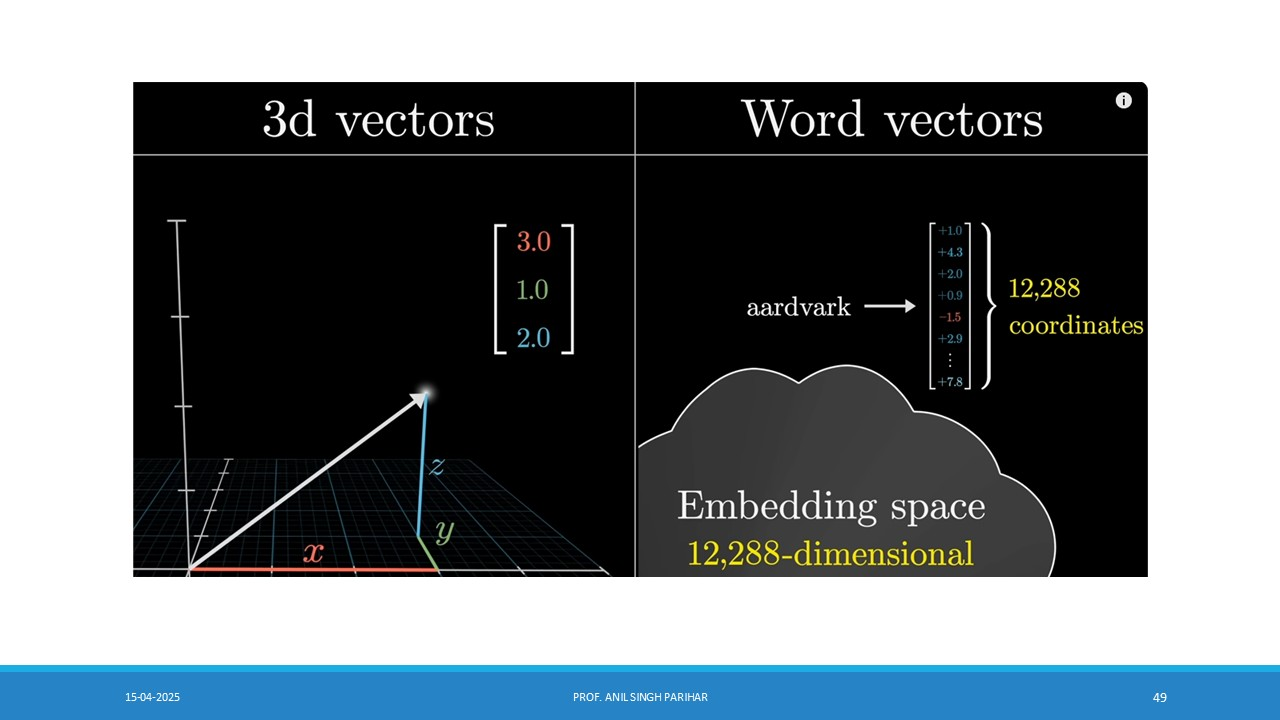 3d vectors
Word vectors
3.0
1.0
2.0
z
y
x
aardvark
+1.0
+4.3
+2.0
+0.9
−1.5
+2.9
⋮
+7.8
12,288
coordinates
Embedding space
12,288-dimensional
15-04-2025
PROF. ANIL SINGH PARIHAR
49